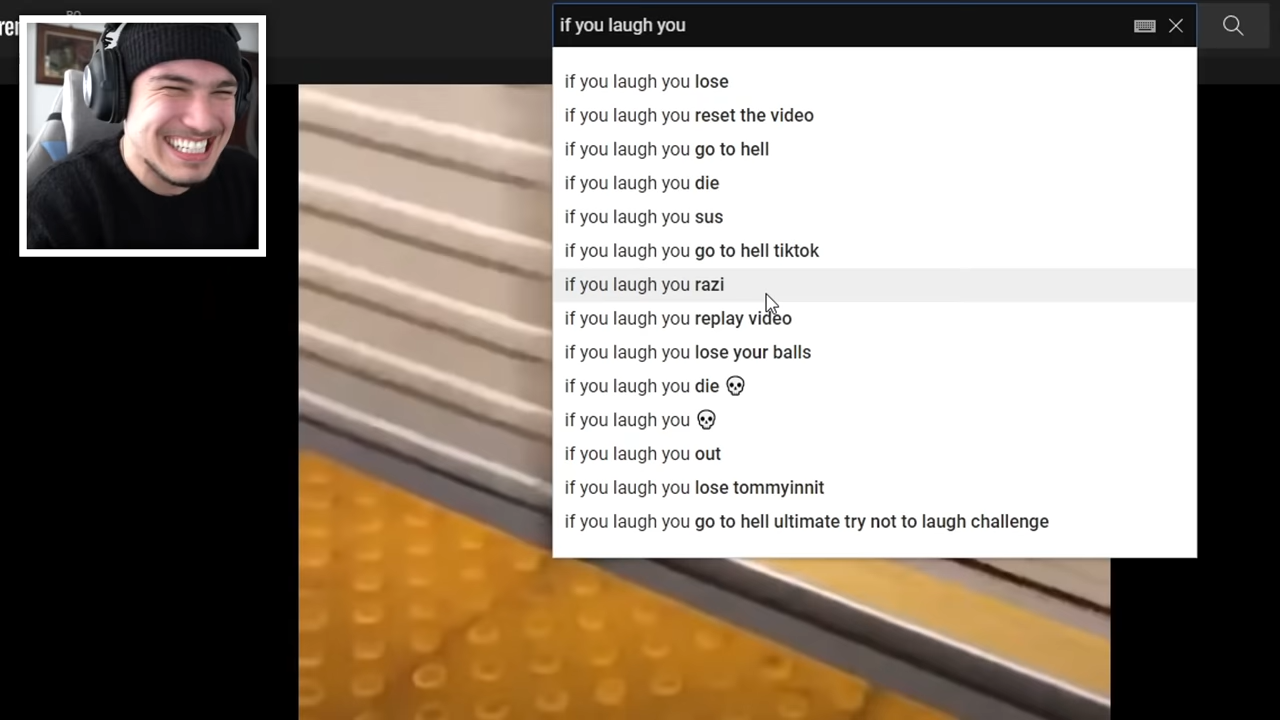 RO
if you laugh you
if you laugh you lose
if you laugh you reset the video
if you laugh you go to hell
if you laugh you die
if you laugh you sus
if you laugh you go to hell tiktok
if you laugh you razi
if you laugh you replay video
if you laugh you lose your balls
if you laugh you die 💀
if you laugh you 💀
if you laugh you out
if you laugh you lose tommyinnit
if you laugh you go to hell ultimate try not to laugh challenge